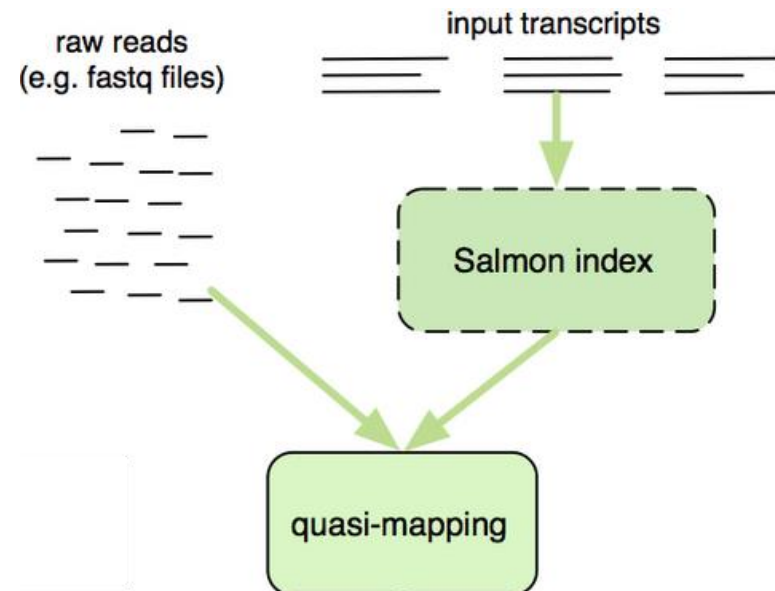 raw reads
(e.g. fastq files)
input transcripts
Salmon index
quasi-mapping